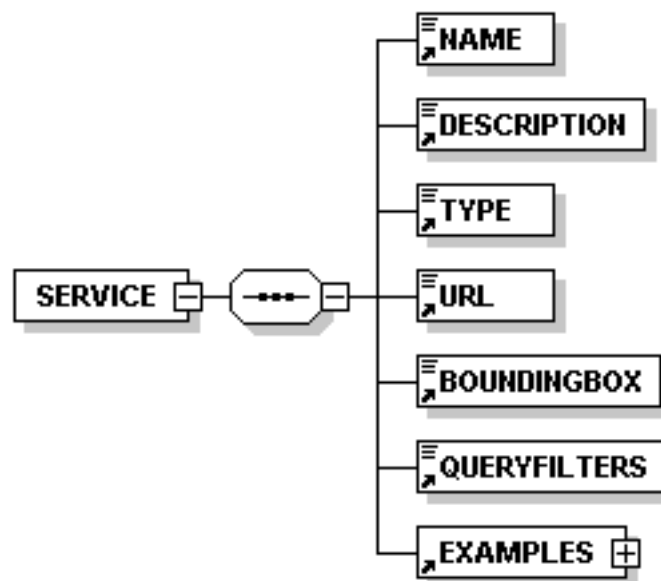 NAME
DESCRIPTION
TYPE
SERVICE
URL
BOUNDINGBOX
QUERYFILTERS
EXAMPLES